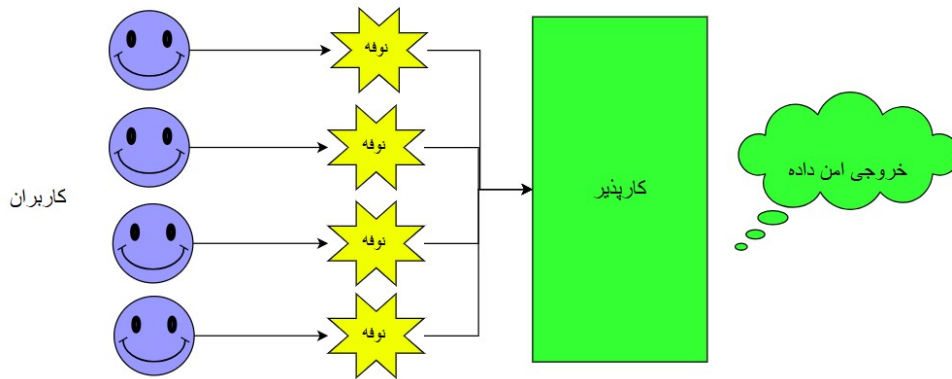 کاربران
نوفه
نوفه
نوفه
نوفه
کارپذیر
خروجی امن داده